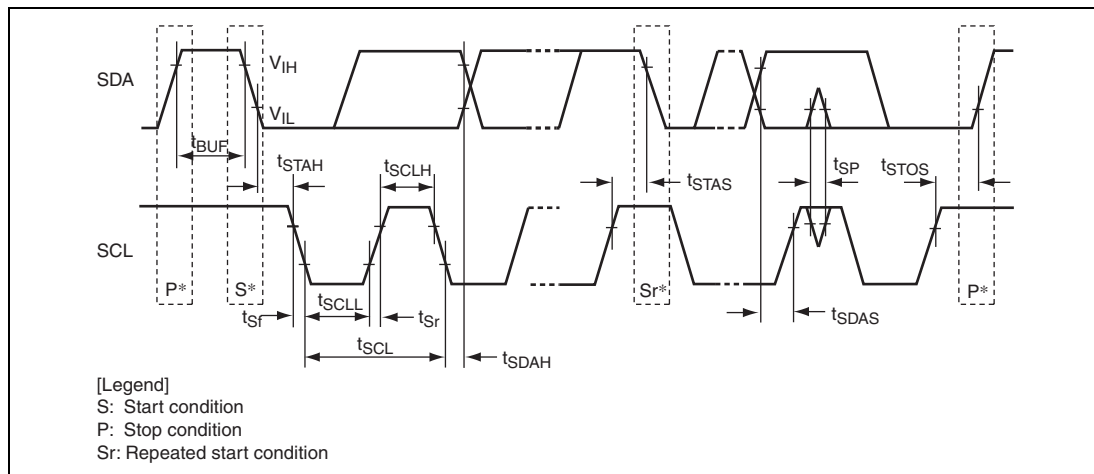 SDA
V_IH
V_IL
t_BUF
t_STAH
t_SCLH
t_STAS
t_SP
t_STOS
SCL
P*
S*
Sr*
P*
t_Sf
t_SCLL
t_Sr
t_SCL
t_SDAH
t_SDAS
[Legend]
S: Start condition
P: Stop condition
Sr: Repeated start condition